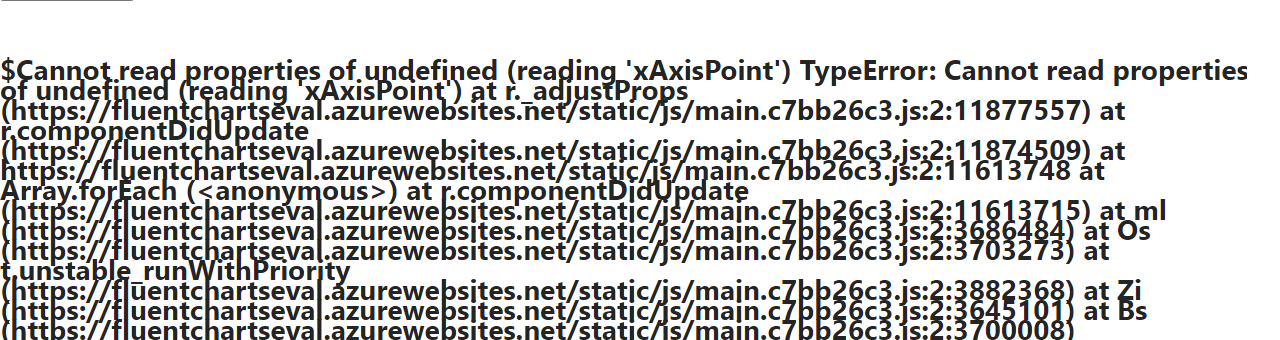 $Cannot read properties of undefined (reading 'xAxisPoint') TypeError: Cannot read properties
of undefined (reading 'xAxisPoint') at r._adjustProps
(https://fluentchartseval.azurewebsites.net/static/js/main.c7bb26c3.js:2:11877557) at
r.componentDidUpdate
(https://fluentchartseval.azurewebsites.net/static/js/main.c7bb26c3.js:2:11874509) at
https://fluentchartseval.azurewebsites.net/static/js/main.c7bb26c3.js:2:11613748 at
Array.forEach (<anonymous>) at r.componentDidUpdate
(https://fluentchartseval.azurewebsites.net/static/js/main.c7bb26c3.js:2:11613715) at ml
(https://fluentchartseval.azurewebsites.net/static/js/main.c7bb26c3.js:2:3686484) at Os
(https://fluentchartseval.azurewebsites.net/static/js/main.c7bb26c3.js:2:3703273) at
t.unstable_runWithPriority
(https://fluentchartseval.azurewebsites.net/static/js/main.c7bb26c3.js:2:3882368) at Zi
(https://fluentchartseval.azurewebsites.net/static/js/main.c7bb26c3.js:2:3645101) at Bs
(https://fluentchartseval.azurewebsites.net/static/js/main.c7bb26c3.js:2:3700008)